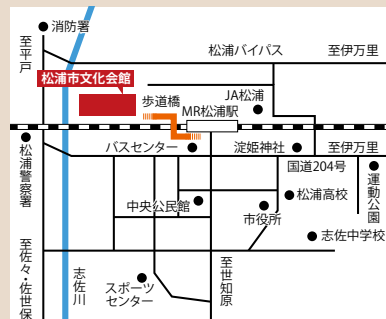 消防署
至平戸
松浦バイパス
至伊万里
松浦市文化会館
JA松浦
歩道橋
MR松浦駅
松浦警察署
バスセンター
淀姫神社
至伊万里
国道204号
運動公園
松浦高校
中央公民館
市役所
志佐中学校
至佐々・佐世保
志佐川
スポーツ
センター
至世知原